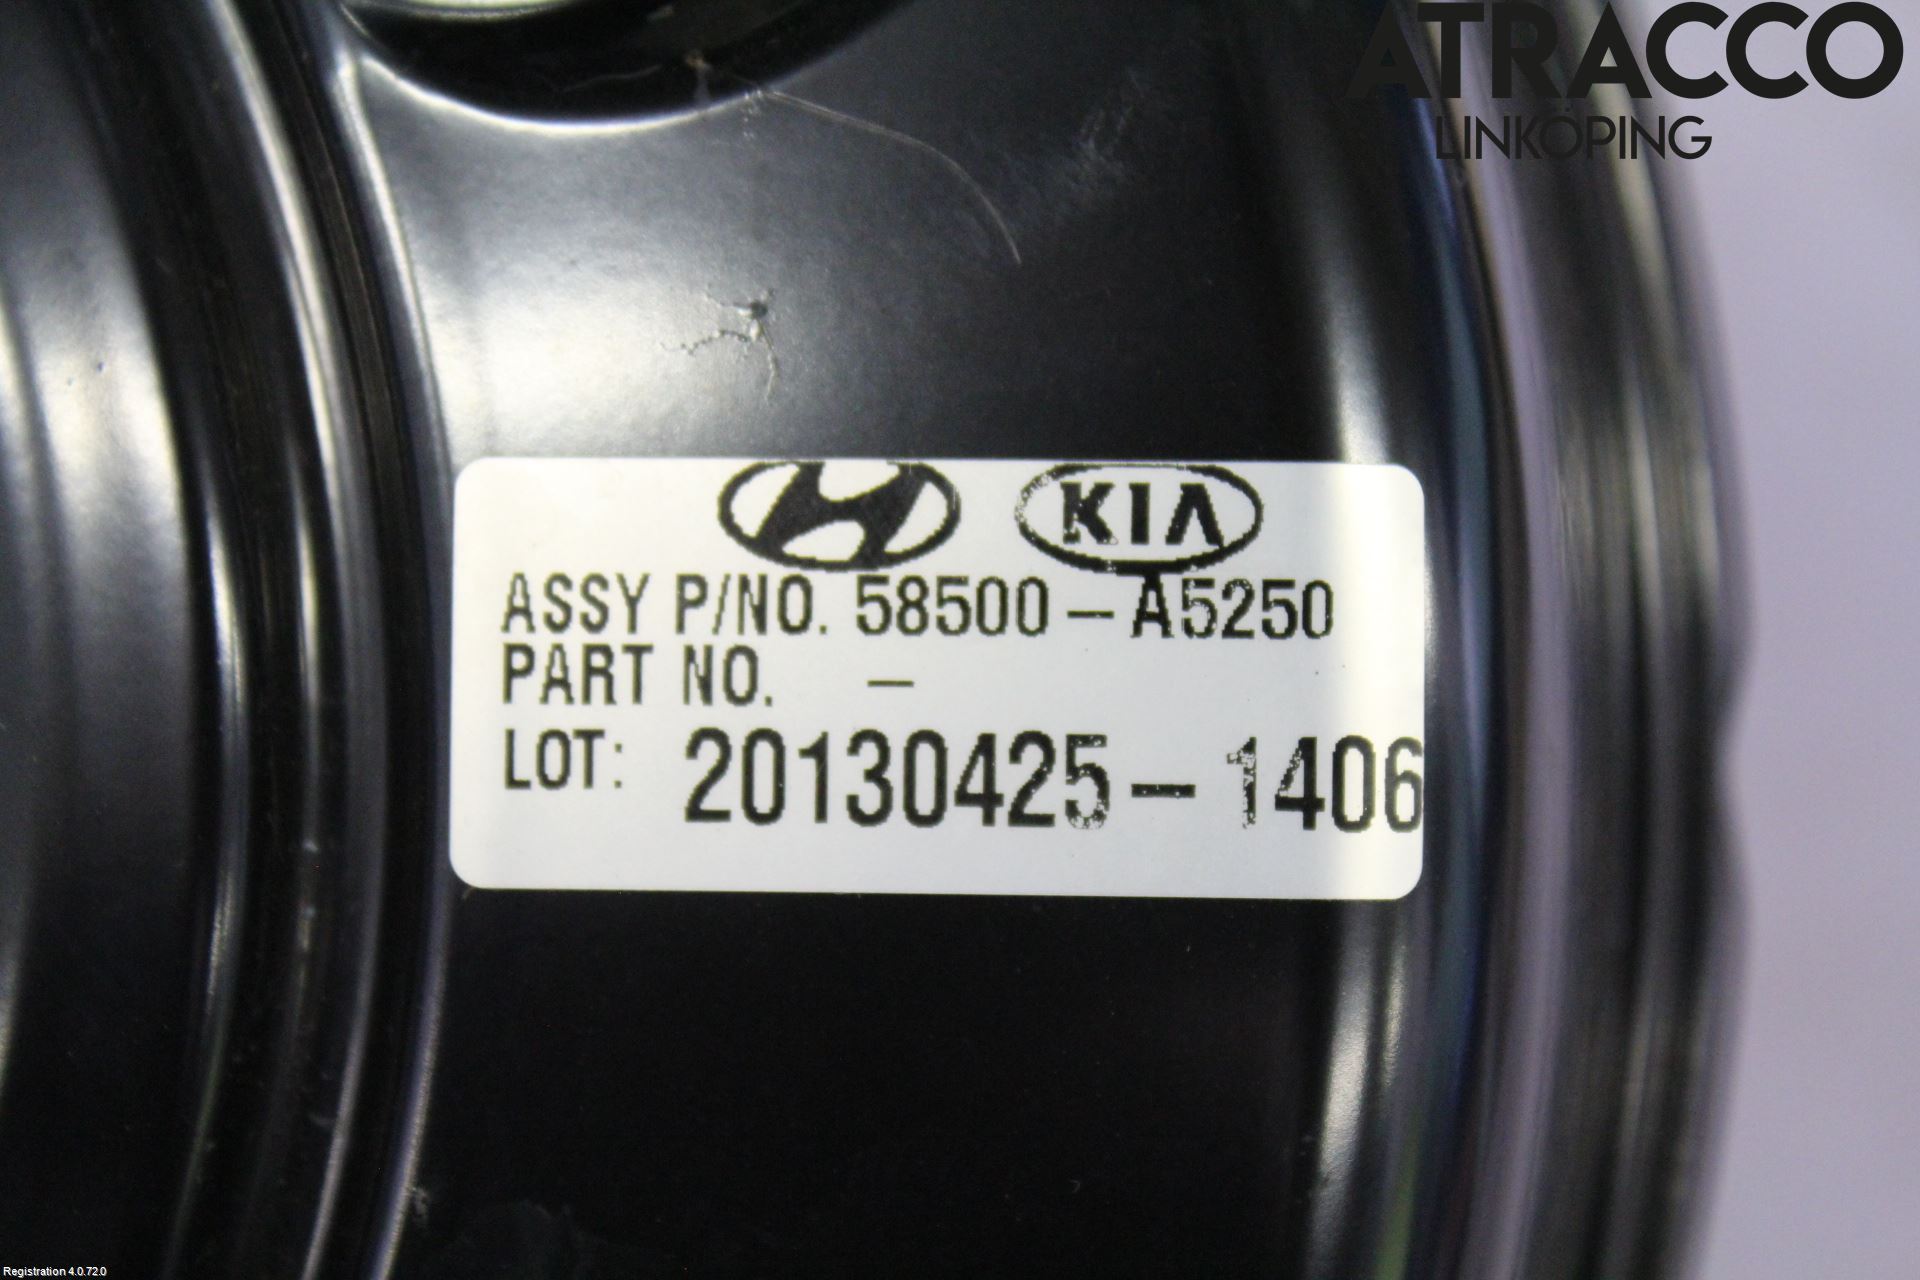 ATRACCO
LINKÖPING
KIA
ASSY P/NO. 58500-A5250
PART NO. -
LOT: 20130425-1406
Registration 4.0.72.0